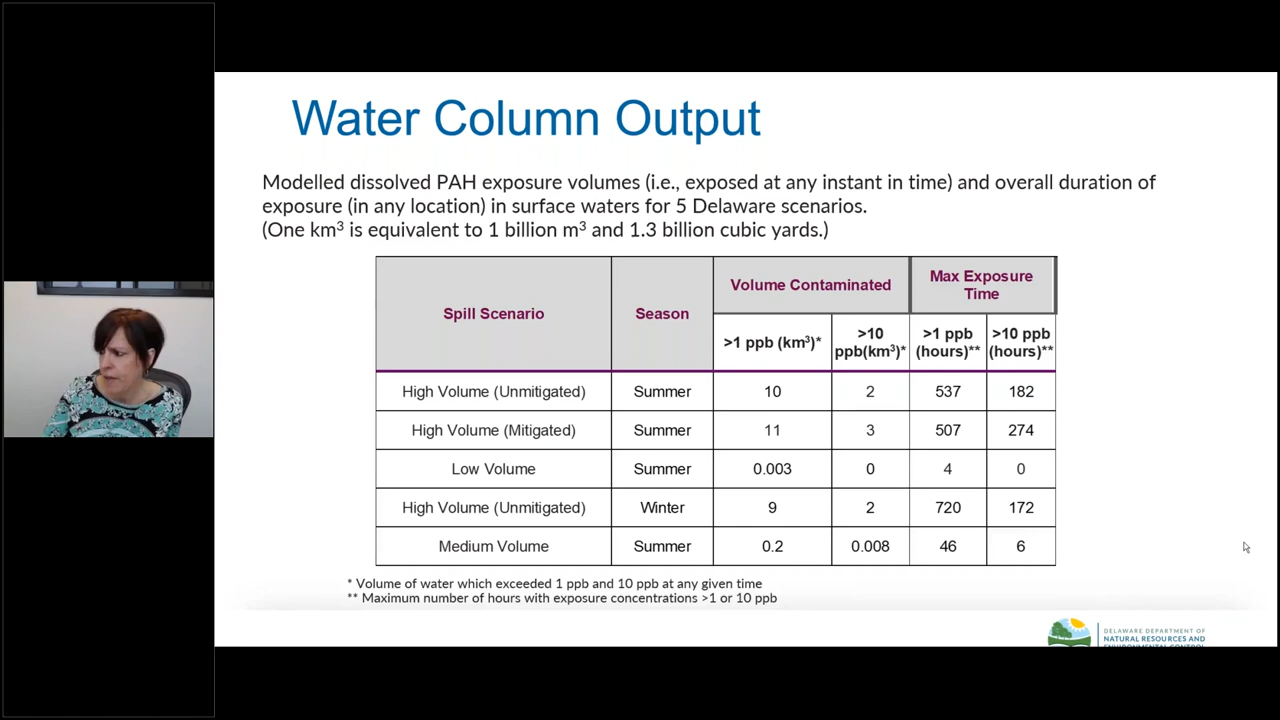 Water Column Output
Modelled dissolved PAH exposure volumes (i.e., exposed at any instant in time) and overall duration of
exposure (in any location) in surface waters for 5 Delaware scenarios.
(One km³ is equivalent to 1 billion m³ and 1.3 billion cubic yards.)
Spill Scenario Season Volume Contaminated Max Exposure
Time
>1 ppb (km³)* >10
ppb(km³)* >1 ppb
(hours)** >10 ppb
(hours)**
High Volume (Unmitigated) Summer 10 2 537 182
High Volume (Mitigated) Summer 11 3 507 274
Low Volume Summer 0.003 0 4 0
High Volume (Unmitigated) Winter 9 2 720 172
Medium Volume Summer 0.2 0.008 46 6
* Volume of water which exceeded 1 ppb and 10 ppb at any given time
** Maximum number of hours with exposure concentrations >1 or 10 ppb
DELAWARE DEPARTMENT OF
NATURAL RESOURCES AND
ENVIRONMENTAL CONTROL